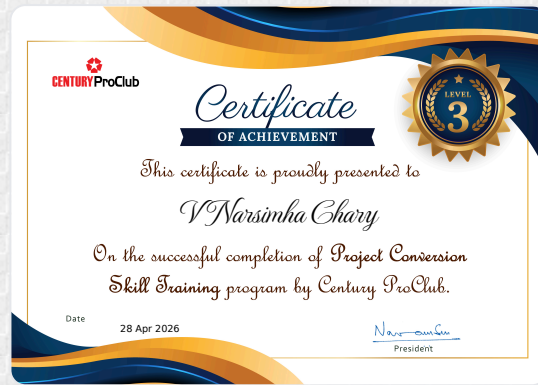 CENTURY ProClub
Certificate
OF ACHIEVEMENT
LEVEL
3
This certificate is proudly presented to
V Narsimha Chary
On the successful completion of Project Conversion
Skill Training program by Century ProClub.
Date
28 Apr 2026
President